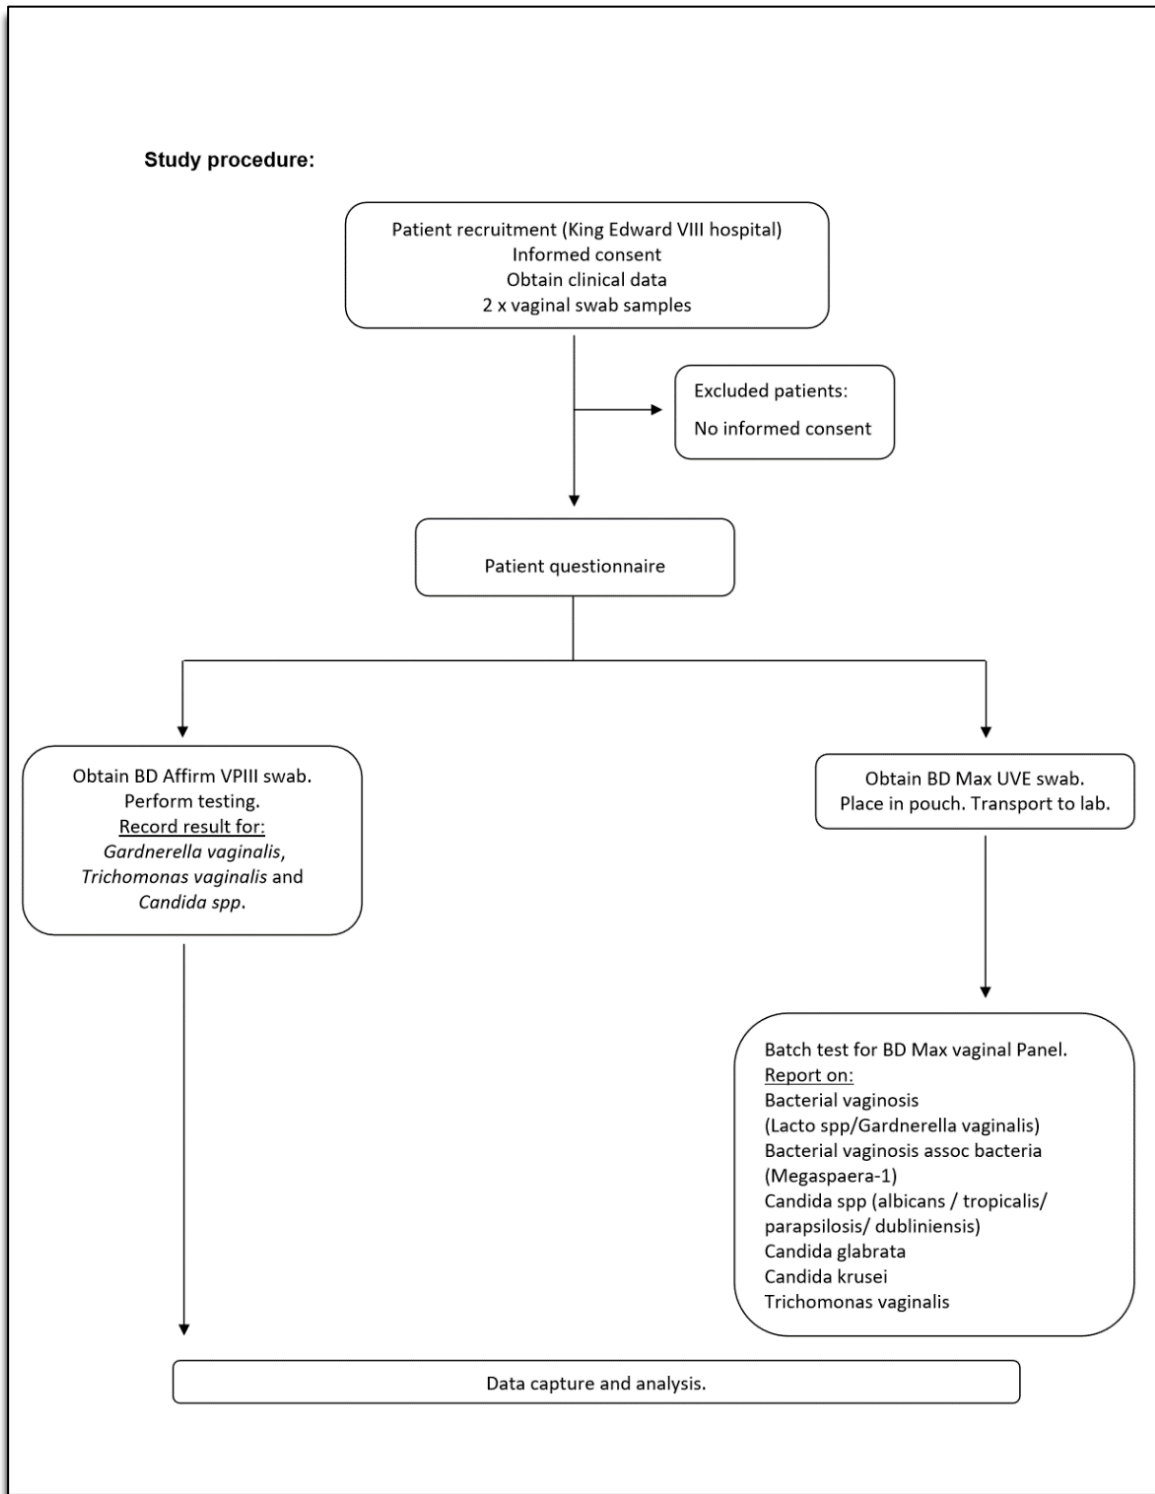 Study procedure:
Patient recruitment (King Edward VIII hospital)
Informed consent
Obtain clinical data
2 x vaginal swab samples
Excluded patients:
No informed consent
Patient questionnaire
Obtain BD Affirm VPIII swab.
Perform testing.
Record result for:
Gardnerella vaginalis,
Trichomonas vaginalis and
Candida spp.
Obtain BD Max UVE swab.
Place in pouch. Transport to lab.
Batch test for BD Max vaginal Panel.
Report on:
Bacterial vaginosis
(Lacto spp/Gardnerella vaginalis)
Bacterial vaginosis assoc bacteria
(Megaspaera-1)
Candida spp (albicans / tropicalis/
parapsilosis/ dubliniensis)
Candida glabrata
Candida krusei
Trichomonas vaginalis
Data capture and analysis.